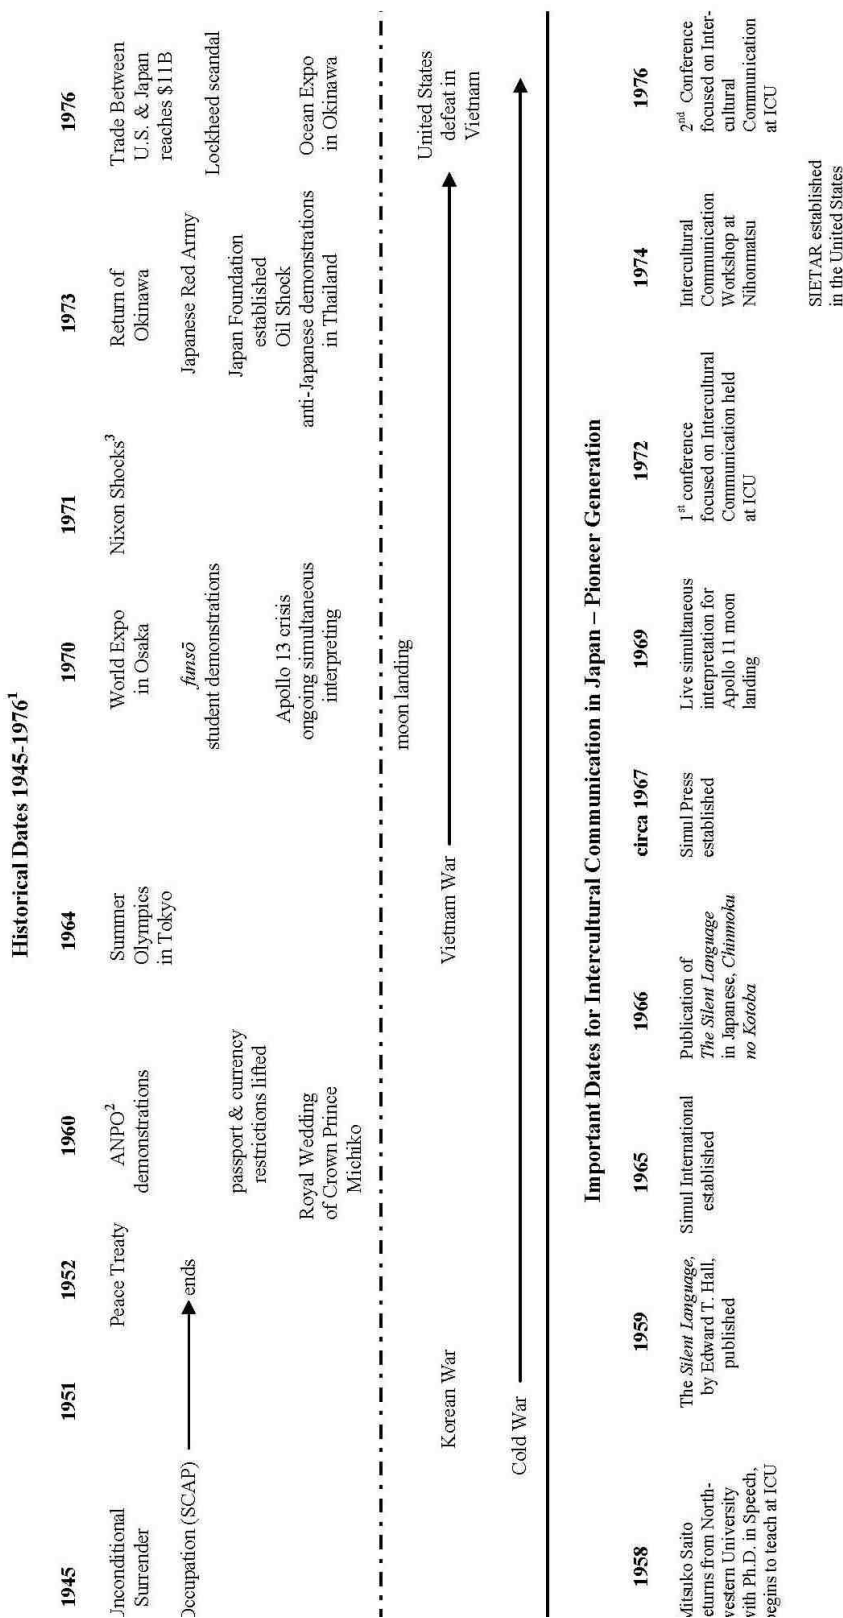 Historical Dates 1945-1976¹
1945
Unconditional
Surrender
Occupation (SCAP)
ends
1951
1952
Peace Treaty
1960
ANPO²
demonstrations
passport & currency
restrictions lifted
Royal Wedding
of Crown Prince
Michiko
1964
Summer
Olympics
in Tokyo
1970
World Expo
in Osaka
funsō
student demonstrations
Apollo 13 crisis
ongoing simultaneous
interpreting
1971
Nixon Shocks³
1973
Return of
Okinawa
Japanese Red Army
Japan Foundation
established
Oil Shock
anti-Japanese demonstrations
in Thailand
1976
Trade Between
U.S. & Japan
reaches $11B
Lockheed scandal
Ocean Expo
in Okinawa
moon landing
Korean War
Vietnam War
United States
defeat in
Vietnam
Cold War
Important Dates for Intercultural Communication in Japan – Pioneer Generation
1958
Mitsuko Saito
returns from North-
western University
with Ph.D. in Speech,
begins to teach at ICU
1959
The Silent Language,
by Edward T. Hall,
published
1965
Simul International
established
1966
Publication of
The Silent Language
in Japanese, Chinmoku
no Kotoba
circa 1967
Simul Press
established
1969
Live simultaneous
interpretation for
Apollo 11 moon
landing
1972
1st conference
focused on Intercultural
Communication held
at ICU
1974
Intercultural
Communication
Workshop at
Nihonmatsu
SIETAR established
in the United States
1976
2nd Conference
focused on Inter-
cultural
Communication
at ICU